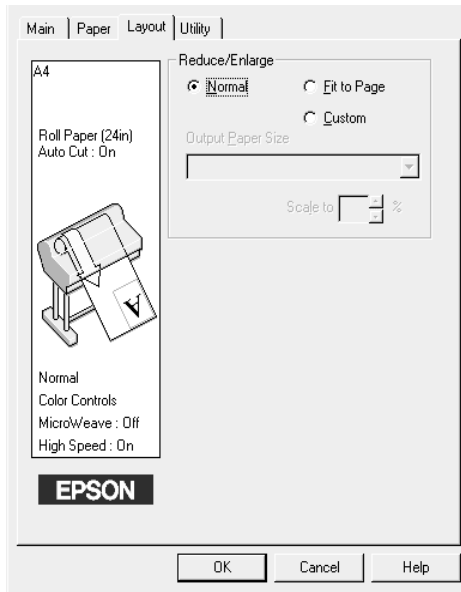 Main Paper Layout Utility
A4
Roll Paper (24in)
Auto Cut : On
A
Normal
Color Controls
MicroWeave : Off
High Speed : On
EPSON
Reduce/Enlarge
Normal Fit to Page
Custom
Output Paper Size
Scale to %
OK Cancel Help